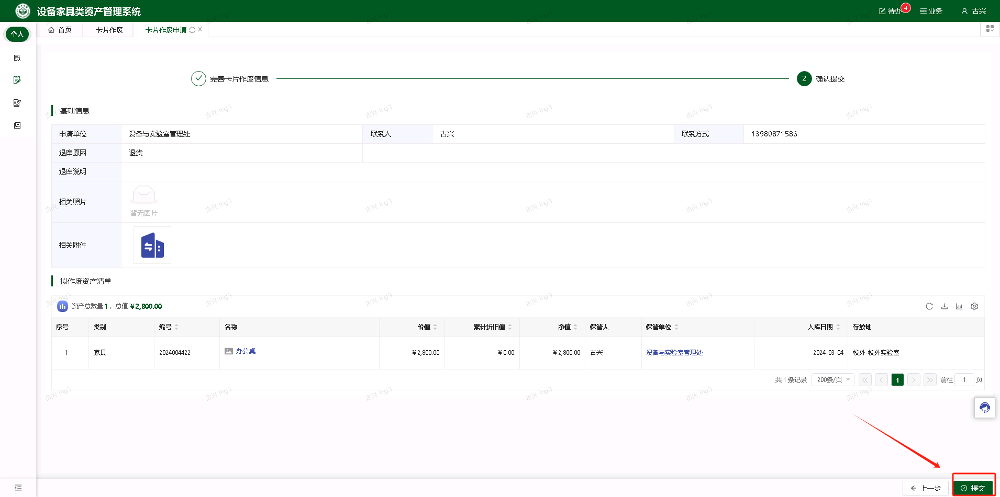 设备家具类资产管理系统
待办 4 业务 古兴
个人 首页 卡片作废 卡片作废申请
完善卡片作废信息 2 确认提交
基础信息
申请单位 设备与实验室管理处 联系人 古兴 联系方式 13980871586
退库原因 退货
退库说明
相关照片
暂无图片
相关附件
拟作废资产清单
资产总数量1，总值 ¥2,800.00
序号 类别 编号 名称 价值 累计折旧值 净值 保管人 保管单位 入库日期 存放地
1 家具 2024004422 办公桌 ¥2,800.00 ¥0.00 ¥2,800.00 古兴 设备与实验室管理处 2024-03-04 校外-校外实验室
共 1 条记录 200条/页 1 前往 1 页
上一步 提交
古兴 ing3